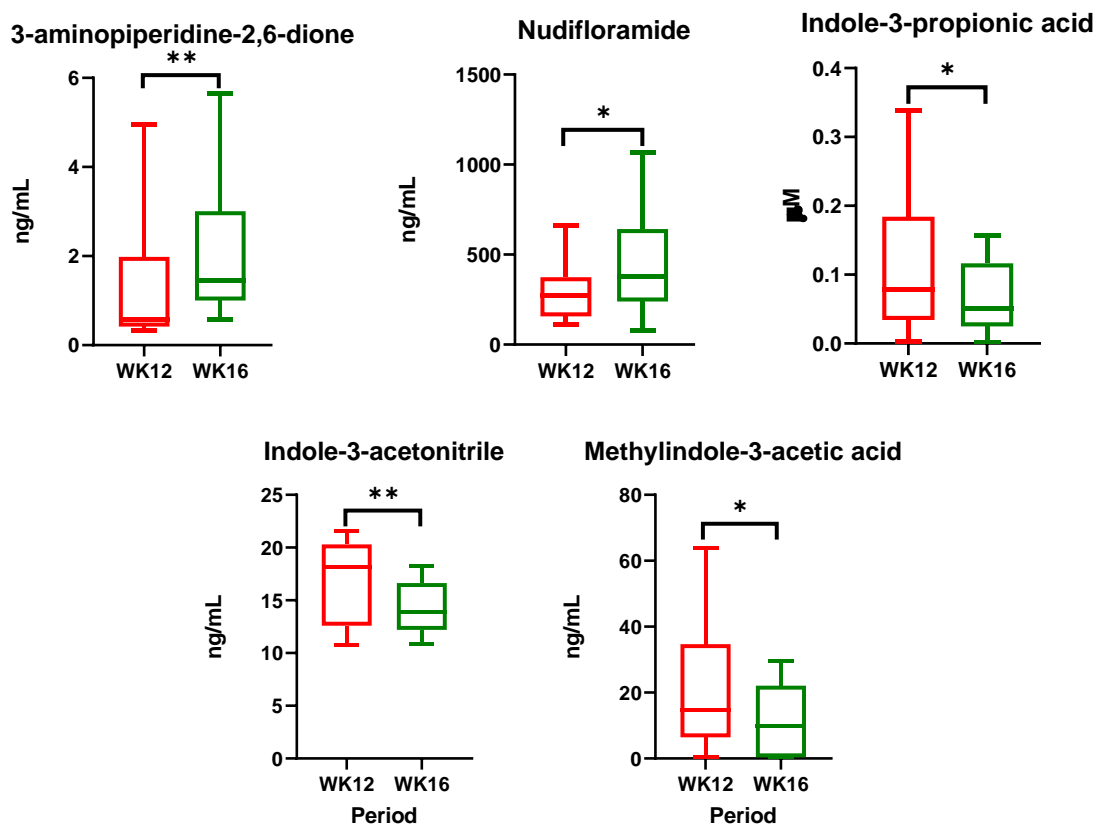 3-aminopiperidine-2,6-dione
**
6
4
2
0
ng/mL
WK12 WK16
Nudifloramide
*
1500
1000
500
0
ng/mL
WK12 WK16
Indole-3-propionic acid
*
0.4
0.3
0.2
0.1
0.0
WK12 WK16
Indole-3-acetonitrile
**
25
20
15
10
5
0
ng/mL
WK12 WK16
Period
Methylindole-3-acetic acid
*
80
60
40
20
0
ng/mL
WK12 WK16
Period